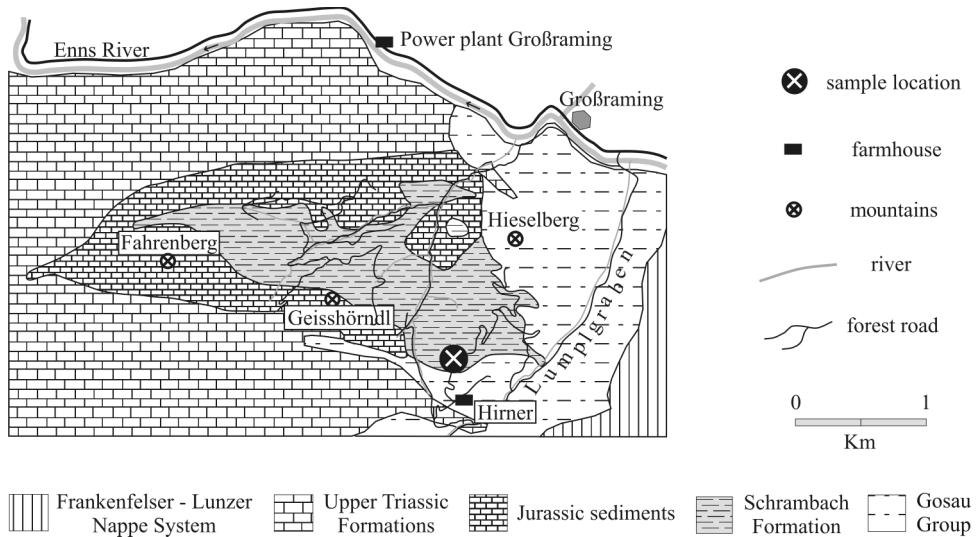 Enns River
Power plant Großraming
Großraming
Hieselberg
Fahrenberg
Geisshörndl
Lumplgraben
Hirner
sample location
farmhouse
mountains
river
forest road
0 1
Km
Frankenfelser - Lunzer
Nappe System
Upper Triassic
Formations
Jurassic sediments
Schrambach
Formation
Gosau
Group